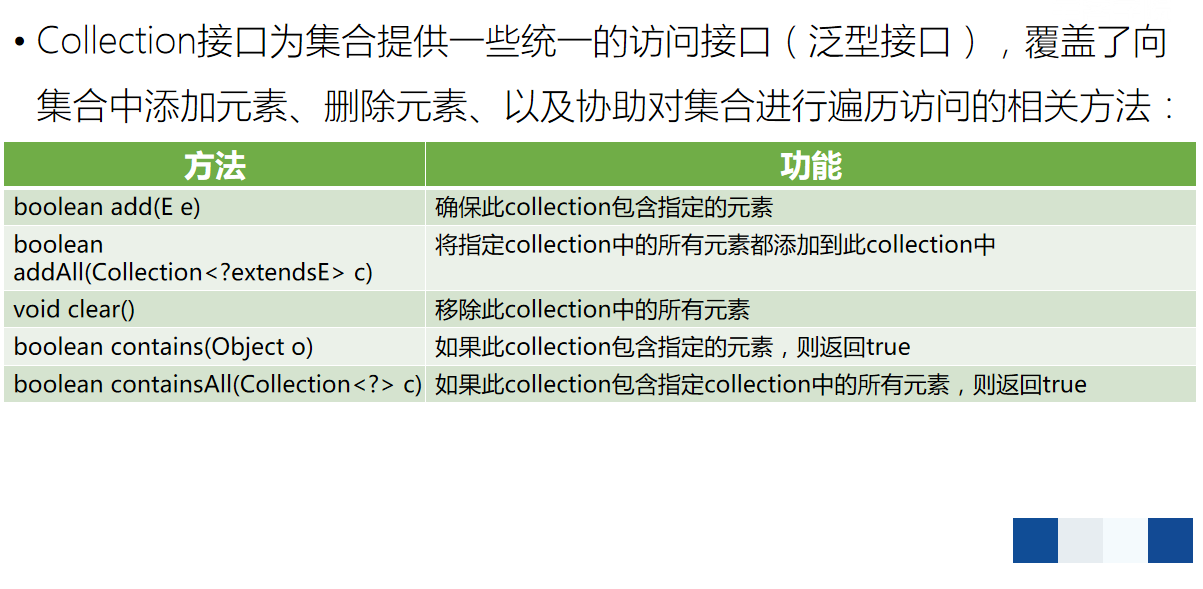 • Collection接口为集合提供一些统一的访问接口（泛型接口），覆盖了向
集合中添加元素、删除元素、以及协助对集合进行遍历访问的相关方法：
方法 功能
boolean add(E e) 确保此collection包含指定的元素
boolean 将指定collection中的所有元素都添加到此collection中
addAll(Collection<?extendsE> c)
void clear() 移除此collection中的所有元素
boolean contains(Object o) 如果此collection包含指定的元素，则返回true
boolean containsAll(Collection<?> c) 如果此collection包含指定collection中的所有元素，则返回true